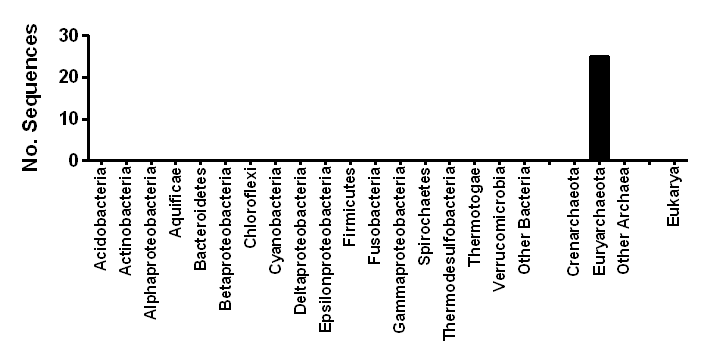 No. Sequences
30
20
10
0
Acidobacteria
Actinobacteria
Alphaproteobacteria
Aquificae
Bacteroidetes
Betaproteobacteria
Chloroflexi
Cyanobacteria
Deltaproteobacteria
Epsilonproteobacteria
Firmicutes
Fusobacteria
Gammaproteobacteria
Spirochaetes
Thermodesulfobacteria
Thermotogae
Verrucomicrobia
Other Bacteria
Crenarchaeota
Euryarchaeota
Other Archaea
Eukarya